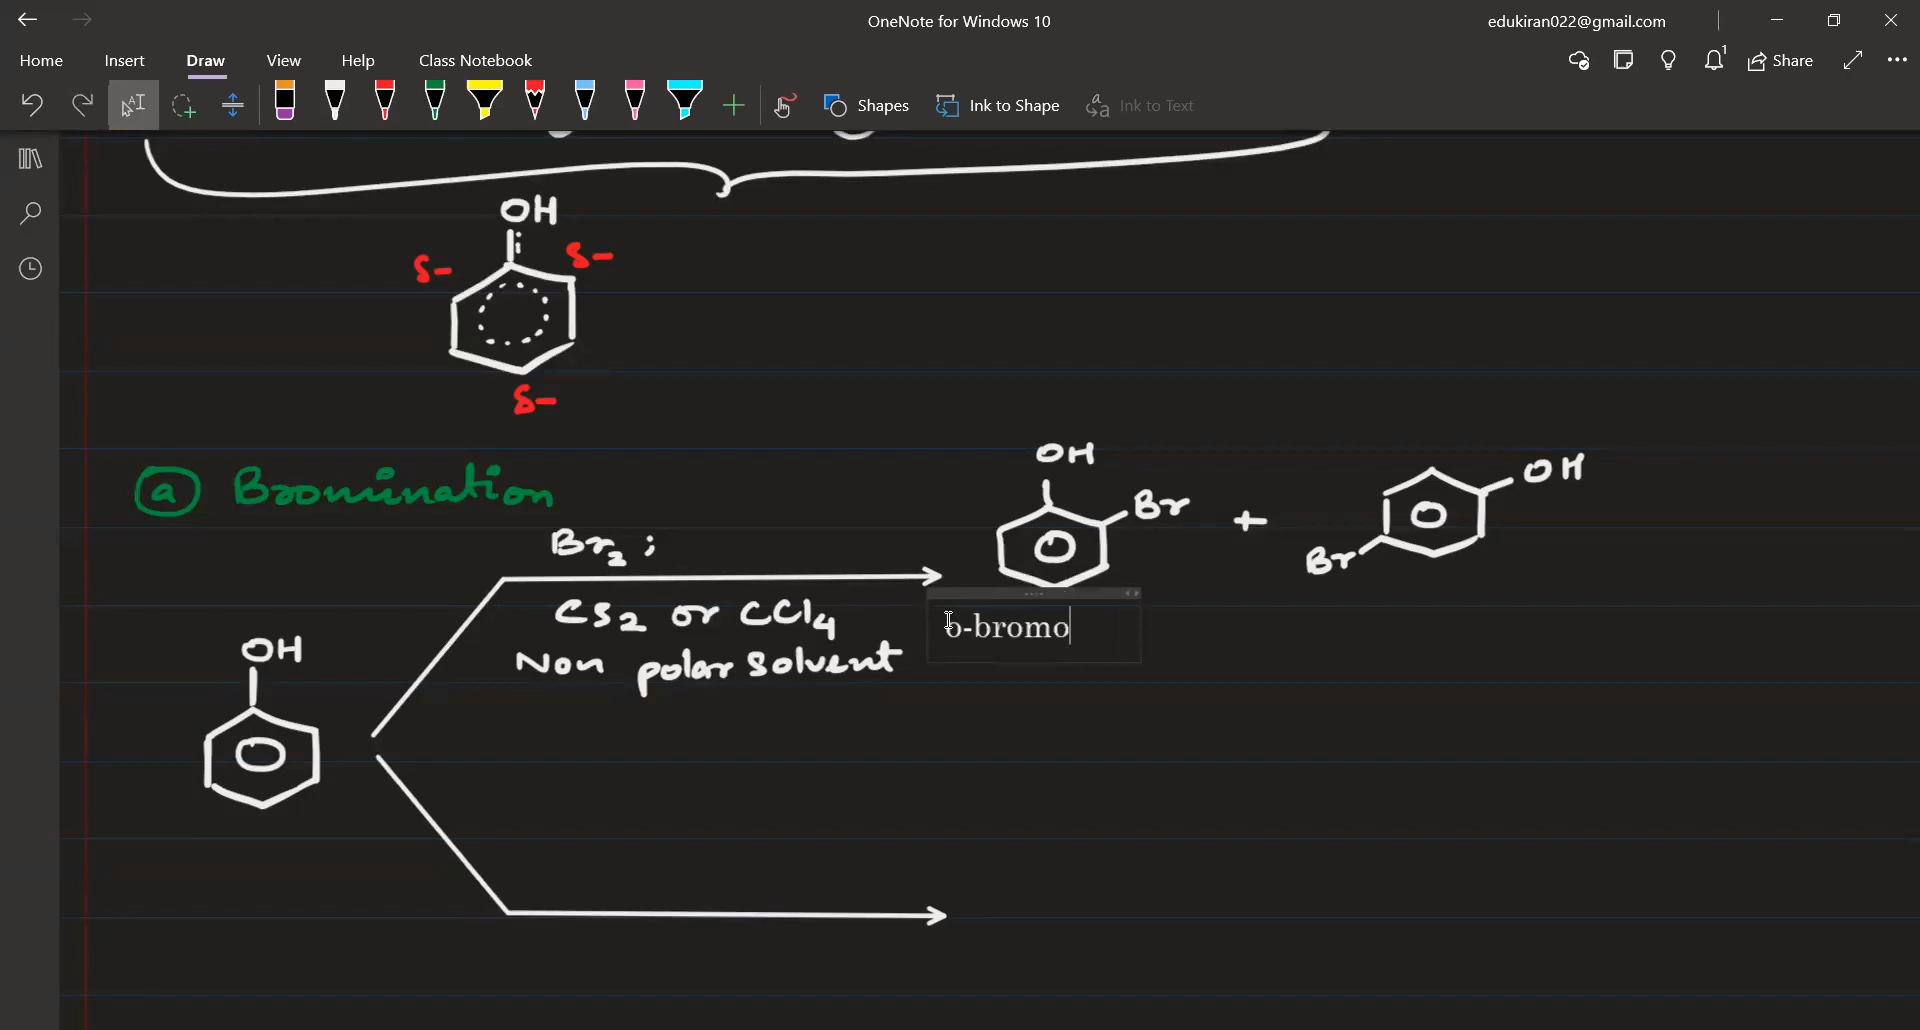 OneNote for Windows 10
edukiran022@gmail.com
Home Insert Draw View Help Class Notebook
1
Share
Shapes
Ink to Shape
Ink to Text
OH
δ- δ-
δ-
OH
OH
ⓐ Bromination
Br + Br
Br₂ ;
CS₂ or CCl₄
o-bromo
OH
Non polar solvent